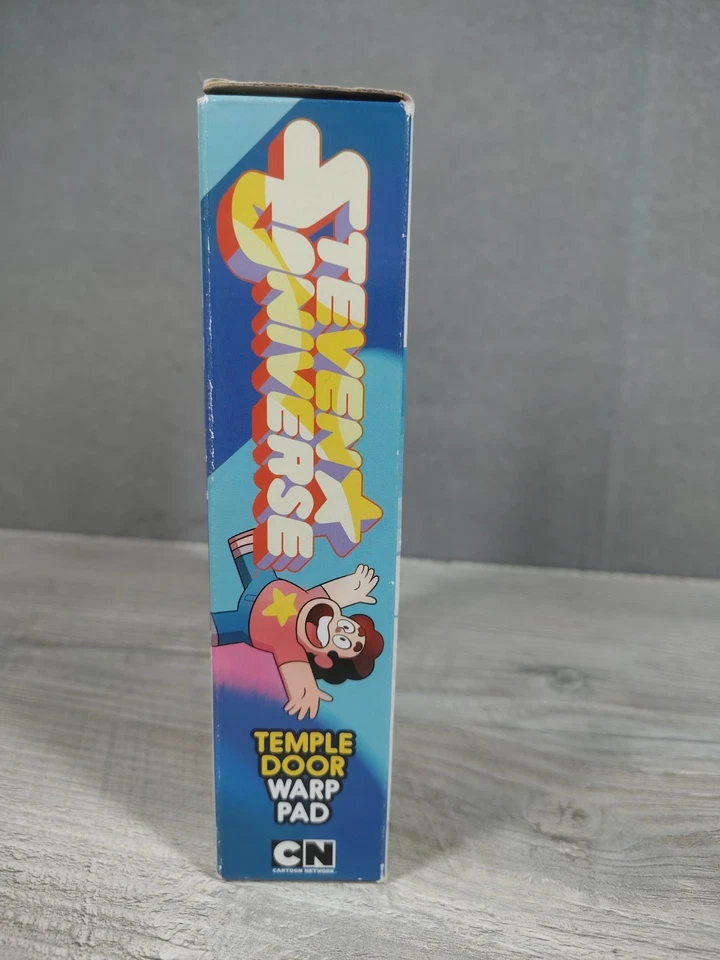 STEVEN
UNIVERSE
TEMPLE
DOOR
WARP
PAD
CN
CARTOON NETWORK